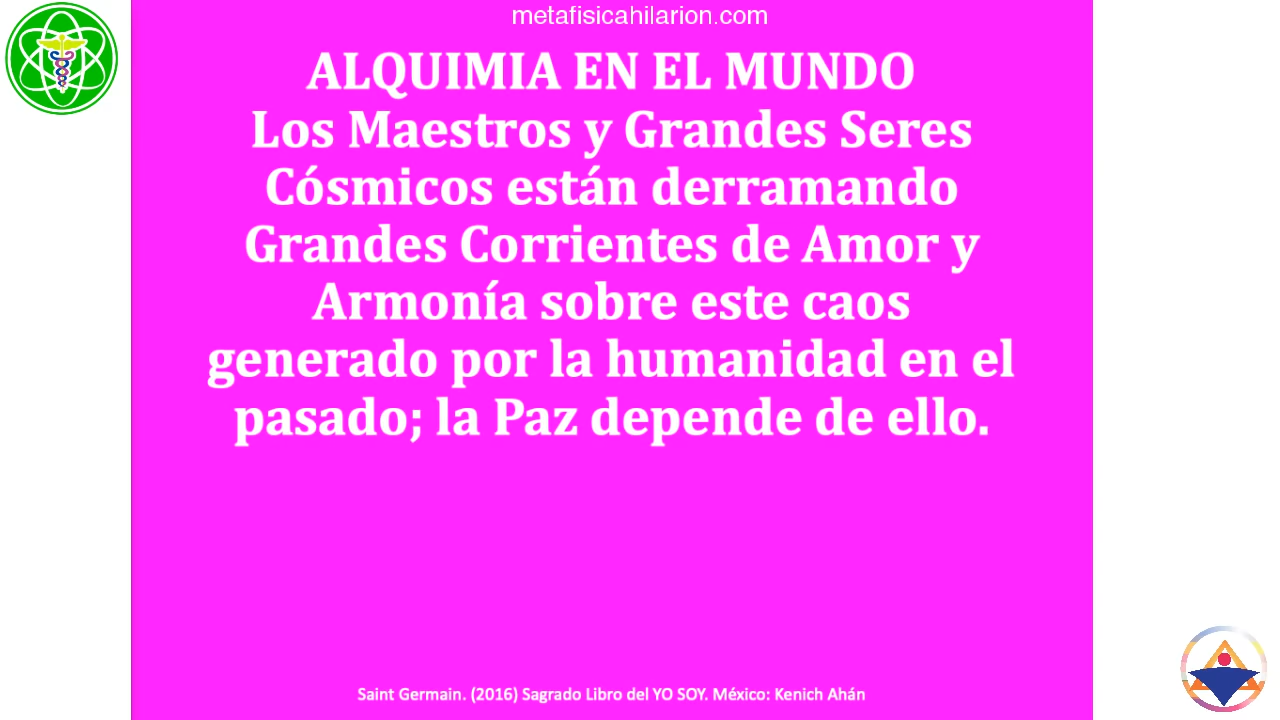 metafisicahilarion.com
ALQUIMIA EN EL MUNDO
Los Maestros y Grandes Seres
Cósmicos están derramando
Grandes Corrientes de Amor y
Armonía sobre este caos
generado por la humanidad en el
pasado; la Paz depende de ello.
Saint Germain. (2016) Sagrado Libro del YO SOY. México: Kenich Ahán